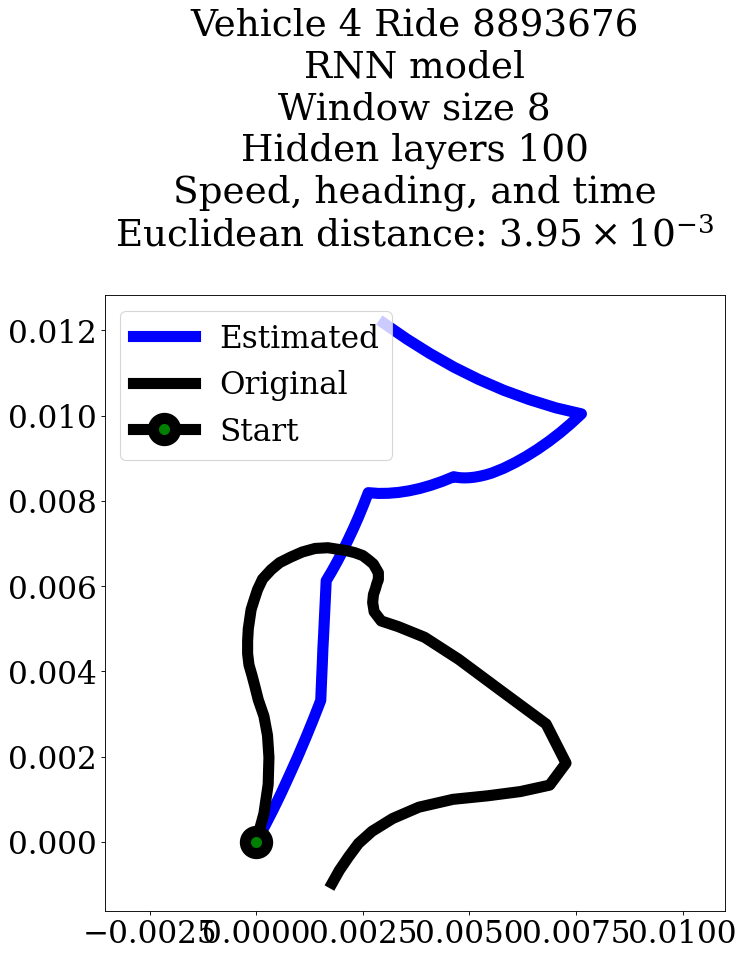 Vehicle 4 Ride 8893676
RNN model
Window size 8
Hidden layers 100
Speed, heading, and time
Euclidean distance: 3.95 × 10⁻³
Estimated
Original
Start
0.012
0.010
0.008
0.006
0.004
0.002
0.000
−0.0025 0.0000 0.0025 0.0050 0.0075 0.0100